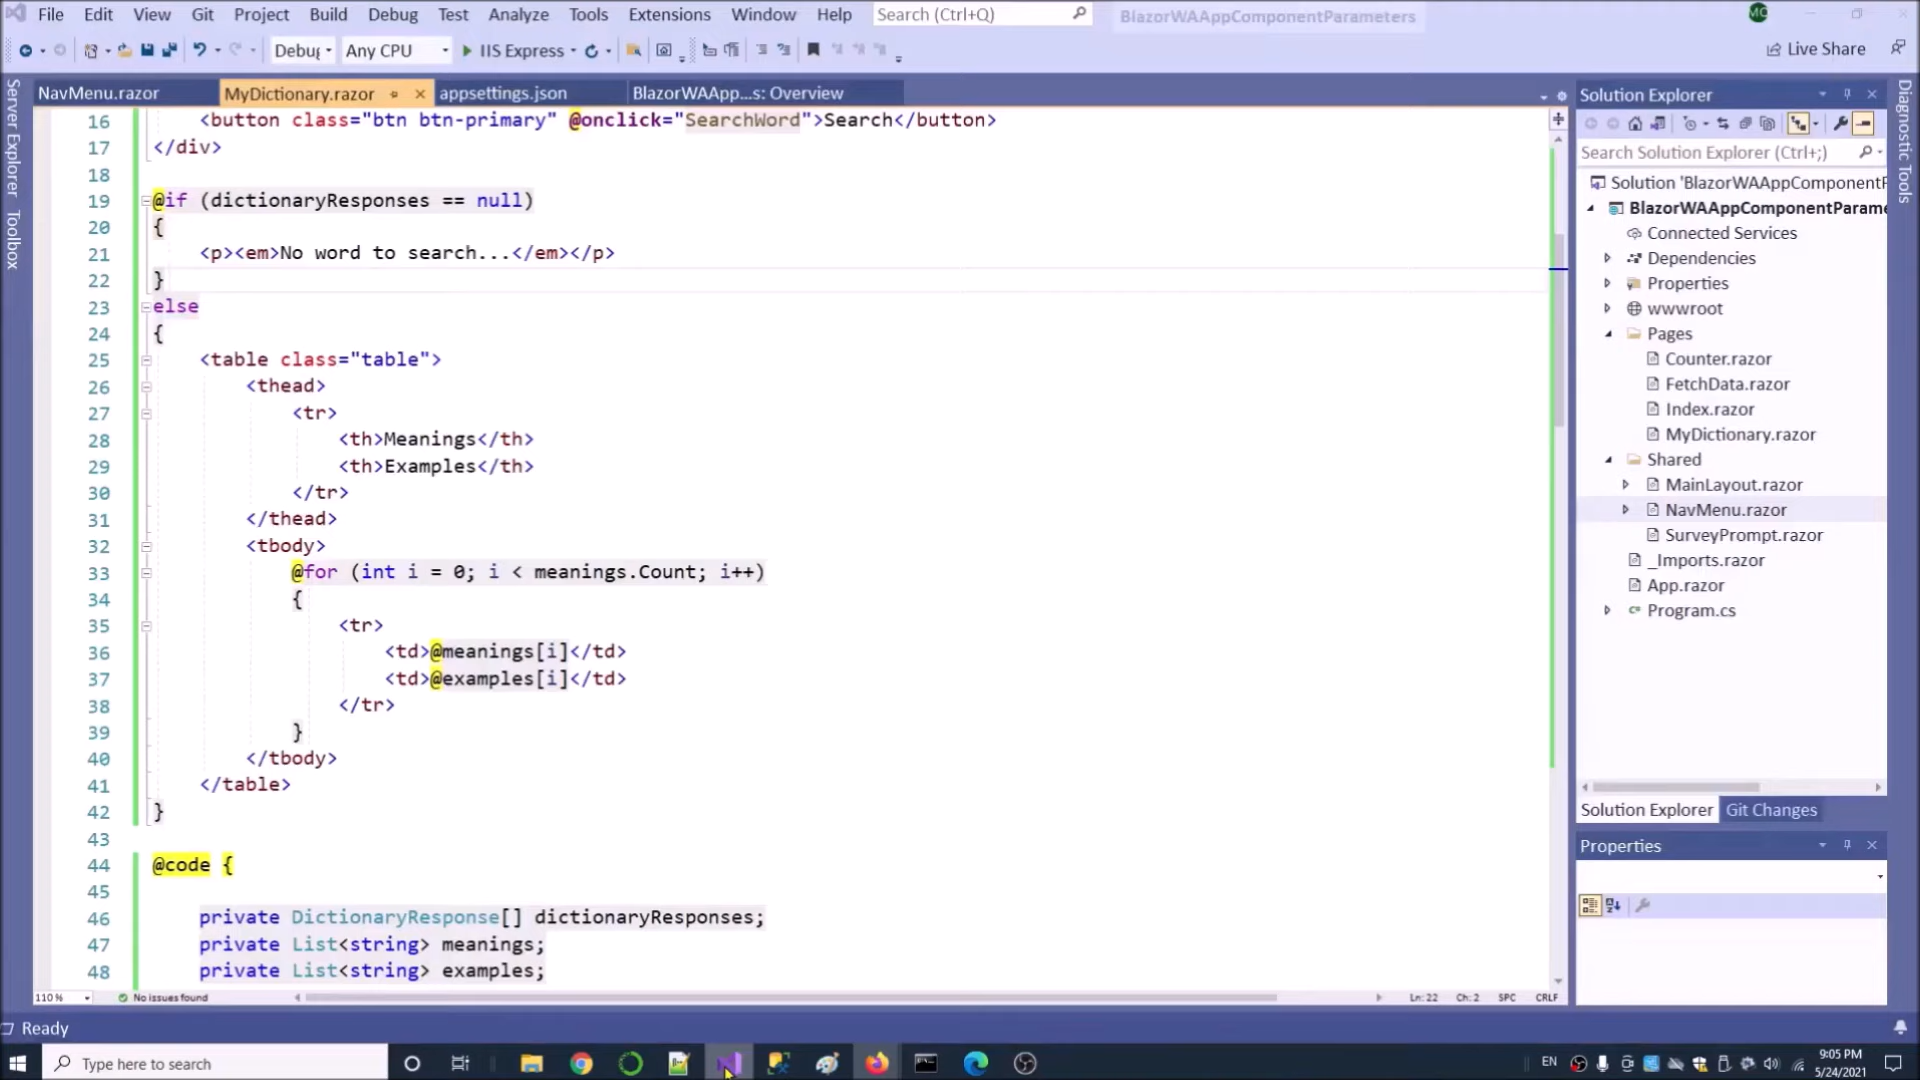 File Edit View Git Project Build Debug Test Analyze Tools Extensions Window Help Search (Ctrl+Q) BlazorWAAppComponentParameters MC
Debug Any CPU IIS Express Live Share
NavMenu.razor MyDictionary.razor appsettings.json BlazorWAApp...s: Overview
Server Explorer
Toolbox
16 <button class="btn btn-primary" @onclick="SearchWord">Search</button>
17 </div>
18
19 @if (dictionaryResponses == null)
20 {
21 <p><em>No word to search...</em></p>
22 }
23 else
24 {
25 <table class="table">
26 <thead>
27 <tr>
28 <th>Meanings</th>
29 <th>Examples</th>
30 </tr>
31 </thead>
32 <tbody>
33 @for (int i = 0; i < meanings.Count; i++)
34 {
35 <tr>
36 <td>@meanings[i]</td>
37 <td>@examples[i]</td>
38 </tr>
39 }
40 </tbody>
41 </table>
42 }
43
44 @code {
45
46 private DictionaryResponse[] dictionaryResponses;
47 private List<string> meanings;
48 private List<string> examples;
110 % No issues found Ln: 22 Ch: 2 SPC CRLF
Solution Explorer
Search Solution Explorer (Ctrl+;)
Solution 'BlazorWAAppComponentP
BlazorWAAppComponentParame
Connected Services
Dependencies
Properties
wwwroot
Pages
Counter.razor
FetchData.razor
Index.razor
MyDictionary.razor
Shared
MainLayout.razor
NavMenu.razor
SurveyPrompt.razor
_Imports.razor
App.razor
Program.cs
Solution Explorer Git Changes
Properties
Diagnostic Tools
Ready
Type here to search
EN
9:05 PM
5/24/2021